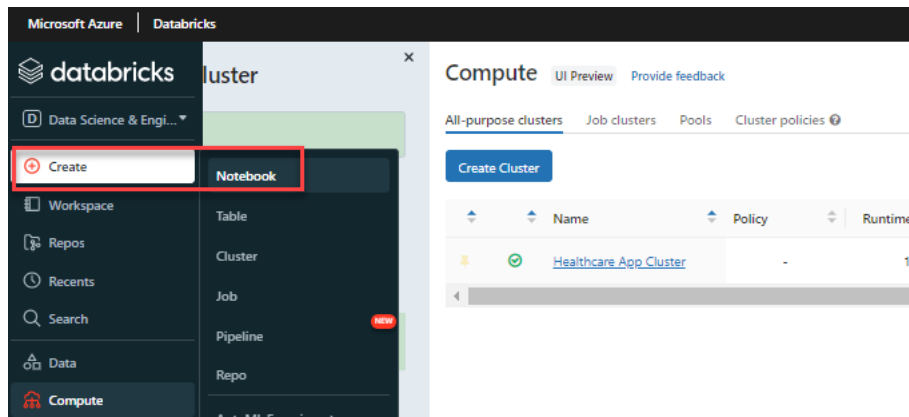 Microsoft Azure | Databricks
databricks
D Data Science & Engi...
Create
Workspace
Repos
Recents
Search
Data
Compute
luster
Notebook
Table
Cluster
Job
Pipeline
NEW
Repo
Compute UI Preview Provide feedback
All-purpose clusters Job clusters Pools Cluster policies
Create Cluster
Name Policy Runtime
Healthcare App Cluster - 1